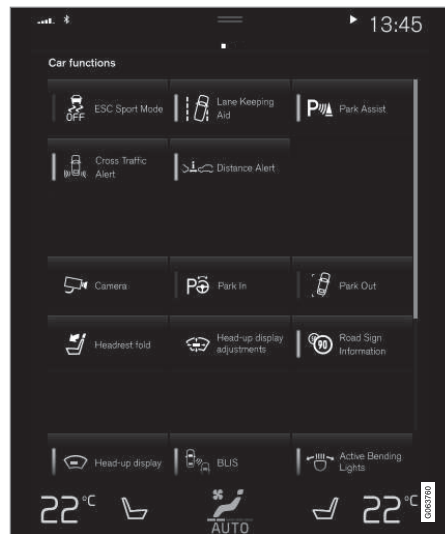 13:45
Car functions
OFF
ESC Sport Mode
Lane Keeping
Aid
P
Park Assist
Cross Traffic
Alert
Distance Alert
Camera
P
Park In
Park Out
Headrest fold
Head-up display
adjustments
90
Road Sign
Information
Head-up display
BLIS
Active Bending
Lights
22°C
AUTO
22°C
G063760